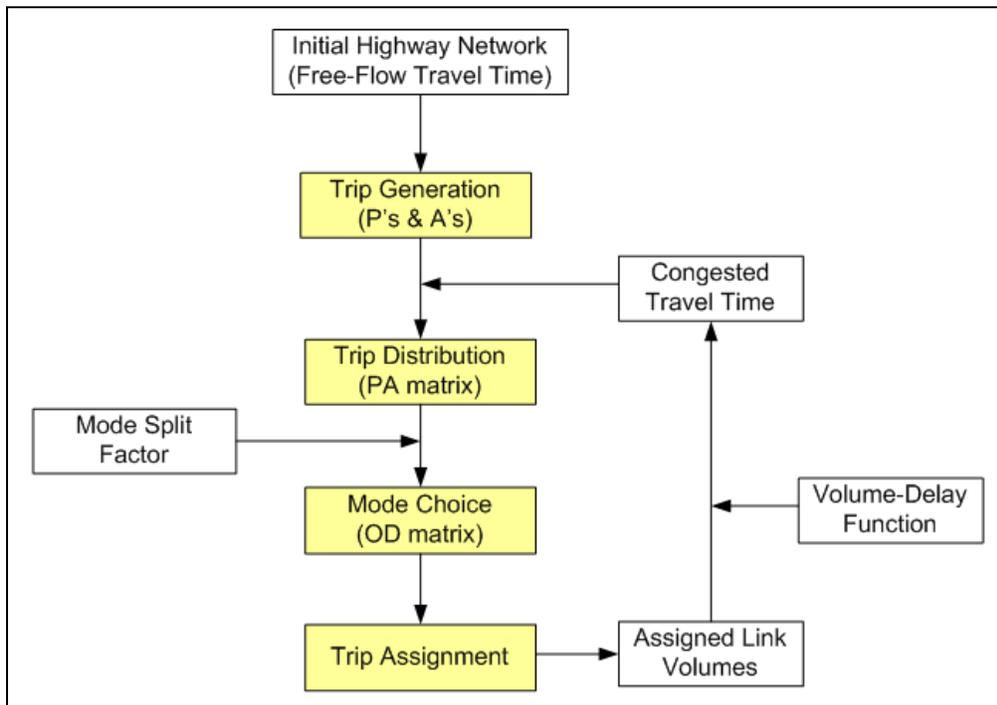 Initial Highway Network
(Free-Flow Travel Time)
Trip Generation
(P's & A's)
Congested
Travel Time
Trip Distribution
(PA matrix)
Mode Split
Factor
Mode Choice
(OD matrix)
Volume-Delay
Function
Trip Assignment
Assigned Link
Volumes